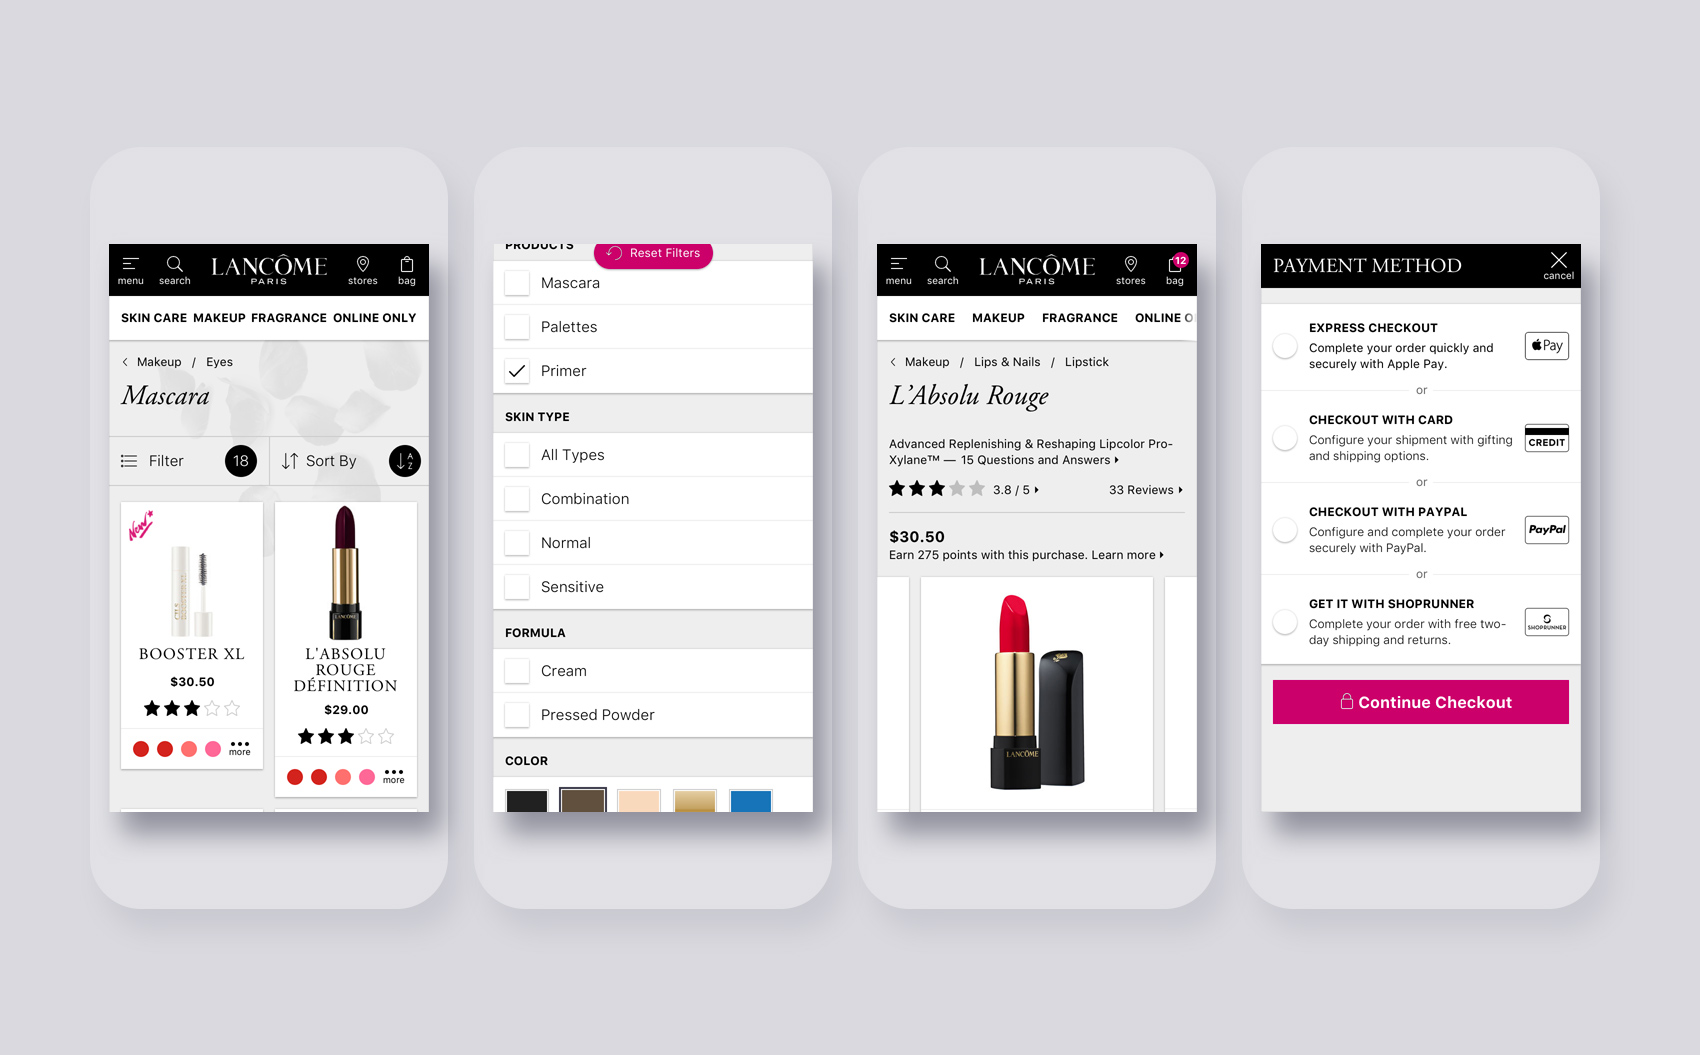 menu
search
LANCÔME
PARIS
stores
bag
SKIN CARE MAKEUP FRAGRANCE ONLINE ONLY
Makeup / Eyes
Mascara
Filter
18
Sort By
A
Z
New
BOOSTER XL
$30.50
more
LANCÔME
L'ABSOLU
ROUGE
DÉFINITION
$29.00
more
PRODUCTS
Reset Filters
Mascara
Palettes
Primer
SKIN TYPE
All Types
Combination
Normal
Sensitive
FORMULA
Cream
Pressed Powder
COLOR
menu
search
LANCÔME
PARIS
stores
12
bag
SKIN CARE MAKEUP FRAGRANCE ONLINE O
Makeup / Lips & Nails / Lipstick
L'Absolu Rouge
Advanced Replenishing & Reshaping Lipcolor Pro-
Xylane™ — 15 Questions and Answers
3.8 / 5
33 Reviews
$30.50
Earn 275 points with this purchase. Learn more
LANCÔME
PAYMENT METHOD
cancel
EXPRESS CHECKOUT
Complete your order quickly and
securely with Apple Pay.
Pay
or
CHECKOUT WITH CARD
Configure your shipment with gifting
and shipping options.
CREDIT
or
CHECKOUT WITH PAYPAL
Configure and complete your order
securely with PayPal.
PayPal
or
GET IT WITH SHOPRUNNER
Complete your order with free two-
day shipping and returns.
SHOPRUNNER
Continue Checkout